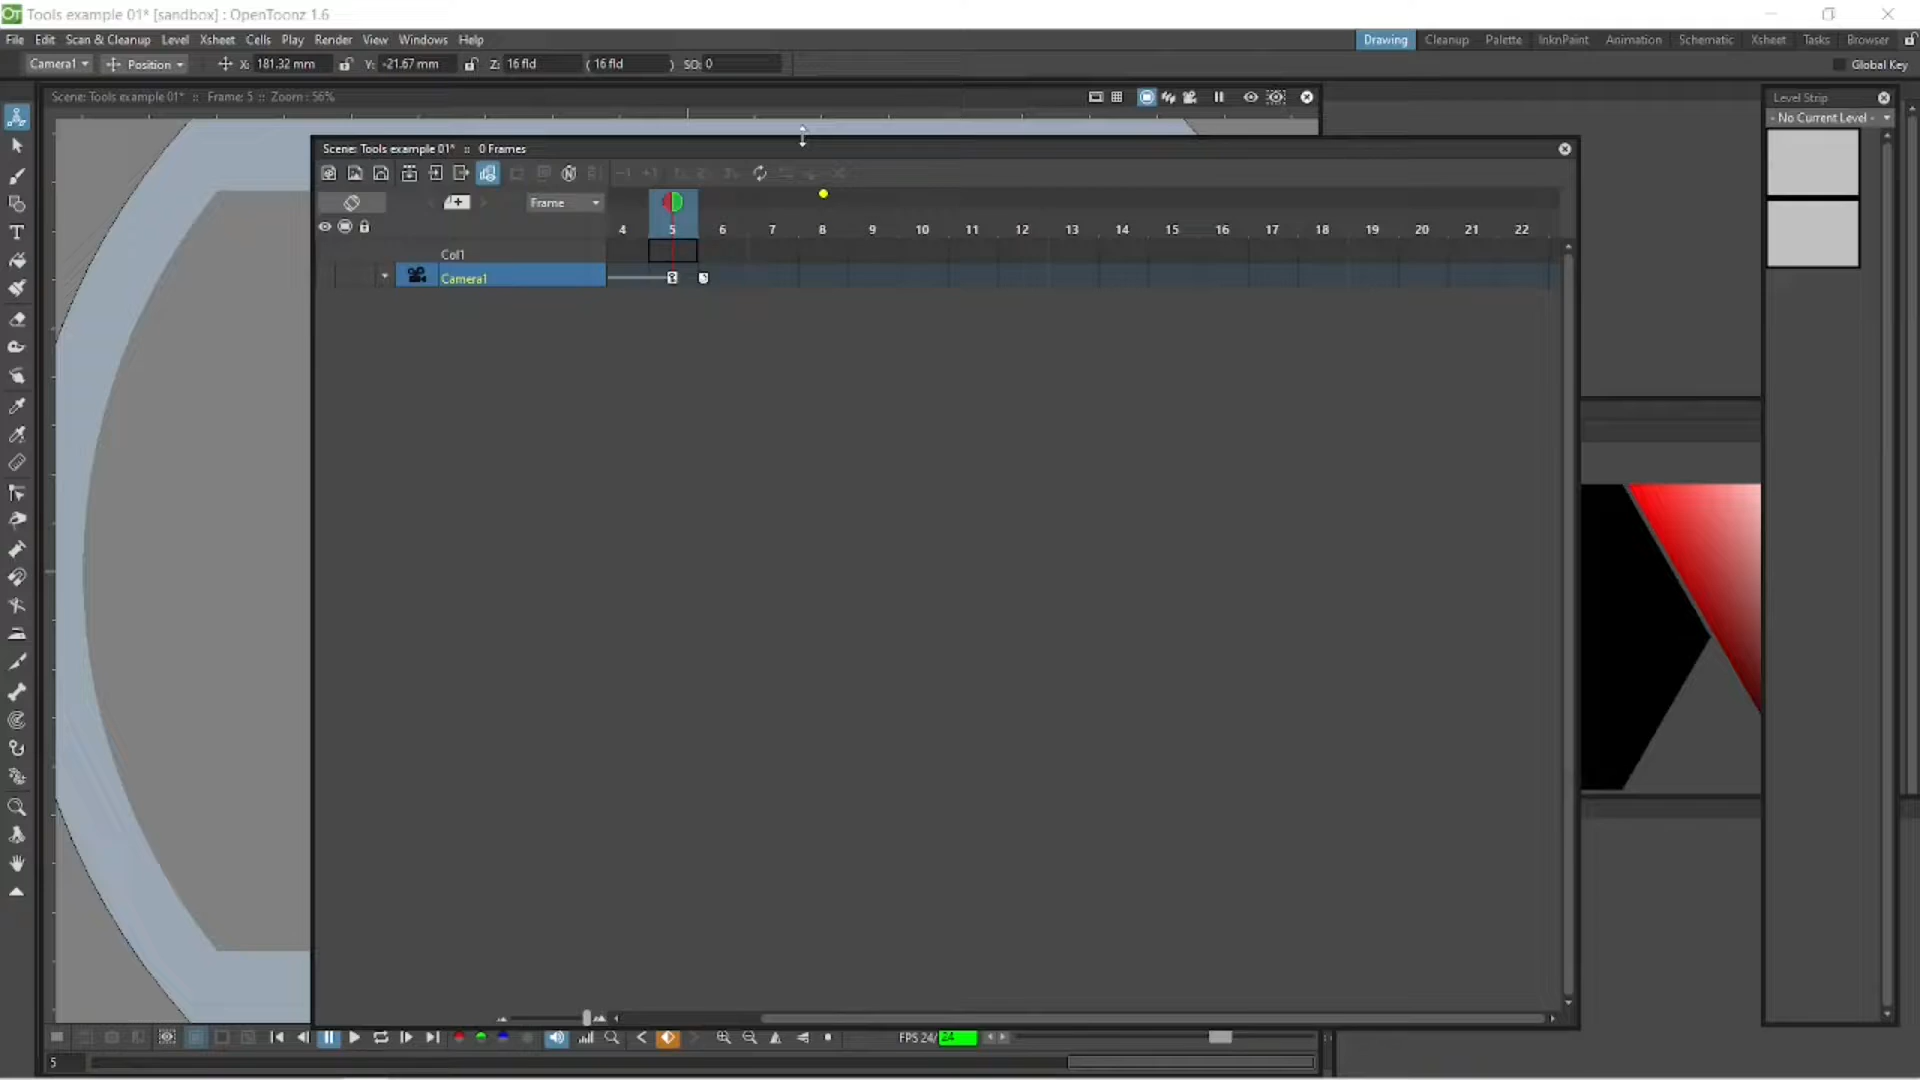 Tools example 01* [sandbox] : OpenToonz 1.6
File Edit Scan & Cleanup Level Xsheet Cells Play Render View Windows Help
Drawing Cleanup Palette InknPaint Animation Schematic Xsheet Tasks Browser
Camera1 Position X: 181.32 mm Y: -21.67 mm Z: 16 fld ( 16 fld ) SO: 0 Global Key
Scene: Tools example 01* :: Frame: 5 :: Zoom : 56%
Level Strip
- No Current Level -
Scene: Tools example 01* :: 0 Frames
Frame
4 5 6 7 8 9 10 11 12 13 14 15 16 17 18 19 20 21 22
Col1
Camera1
FPS 24/ 24
5